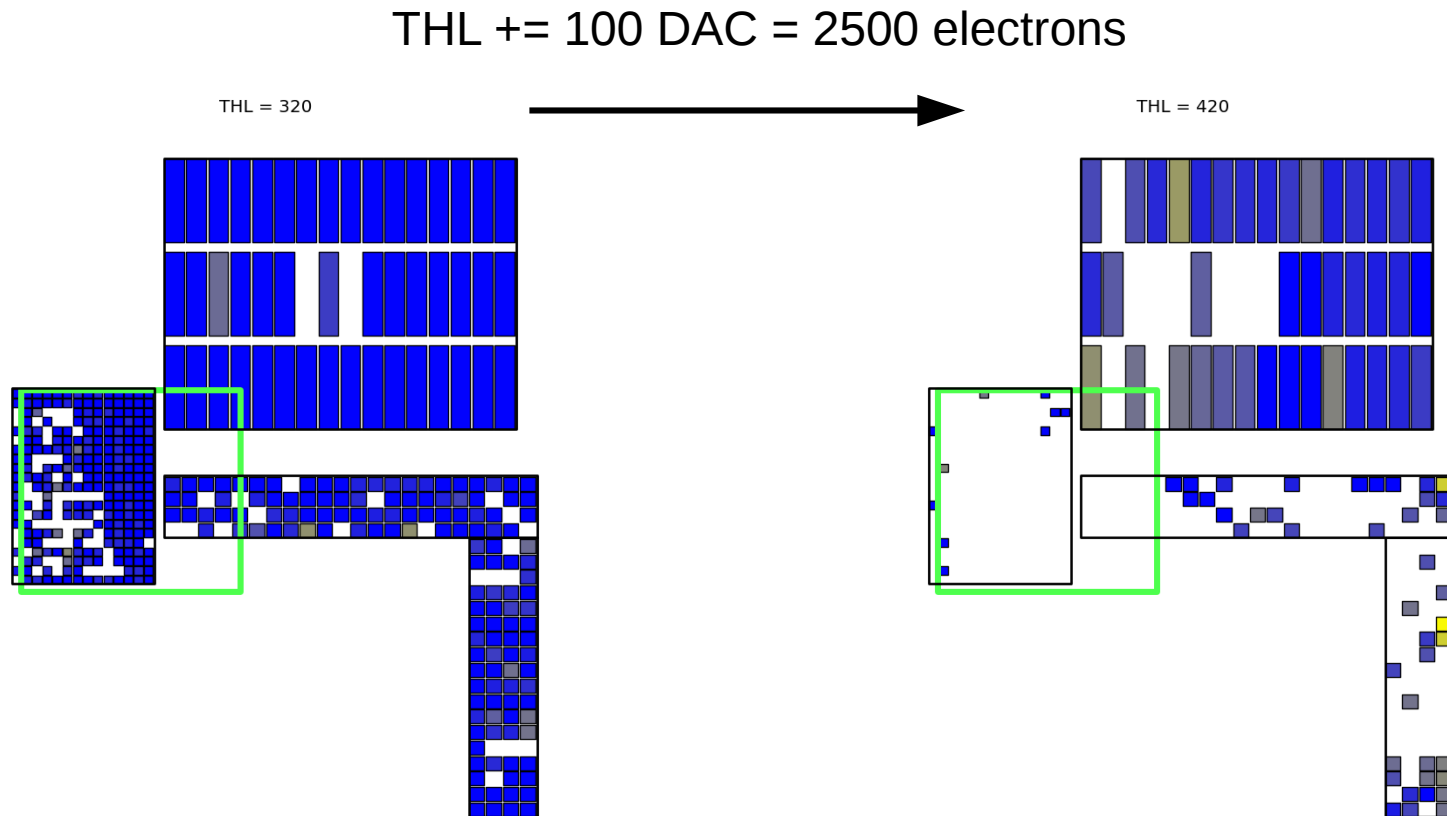 THL += 100 DAC = 2500 electrons
THL = 320
THL = 420